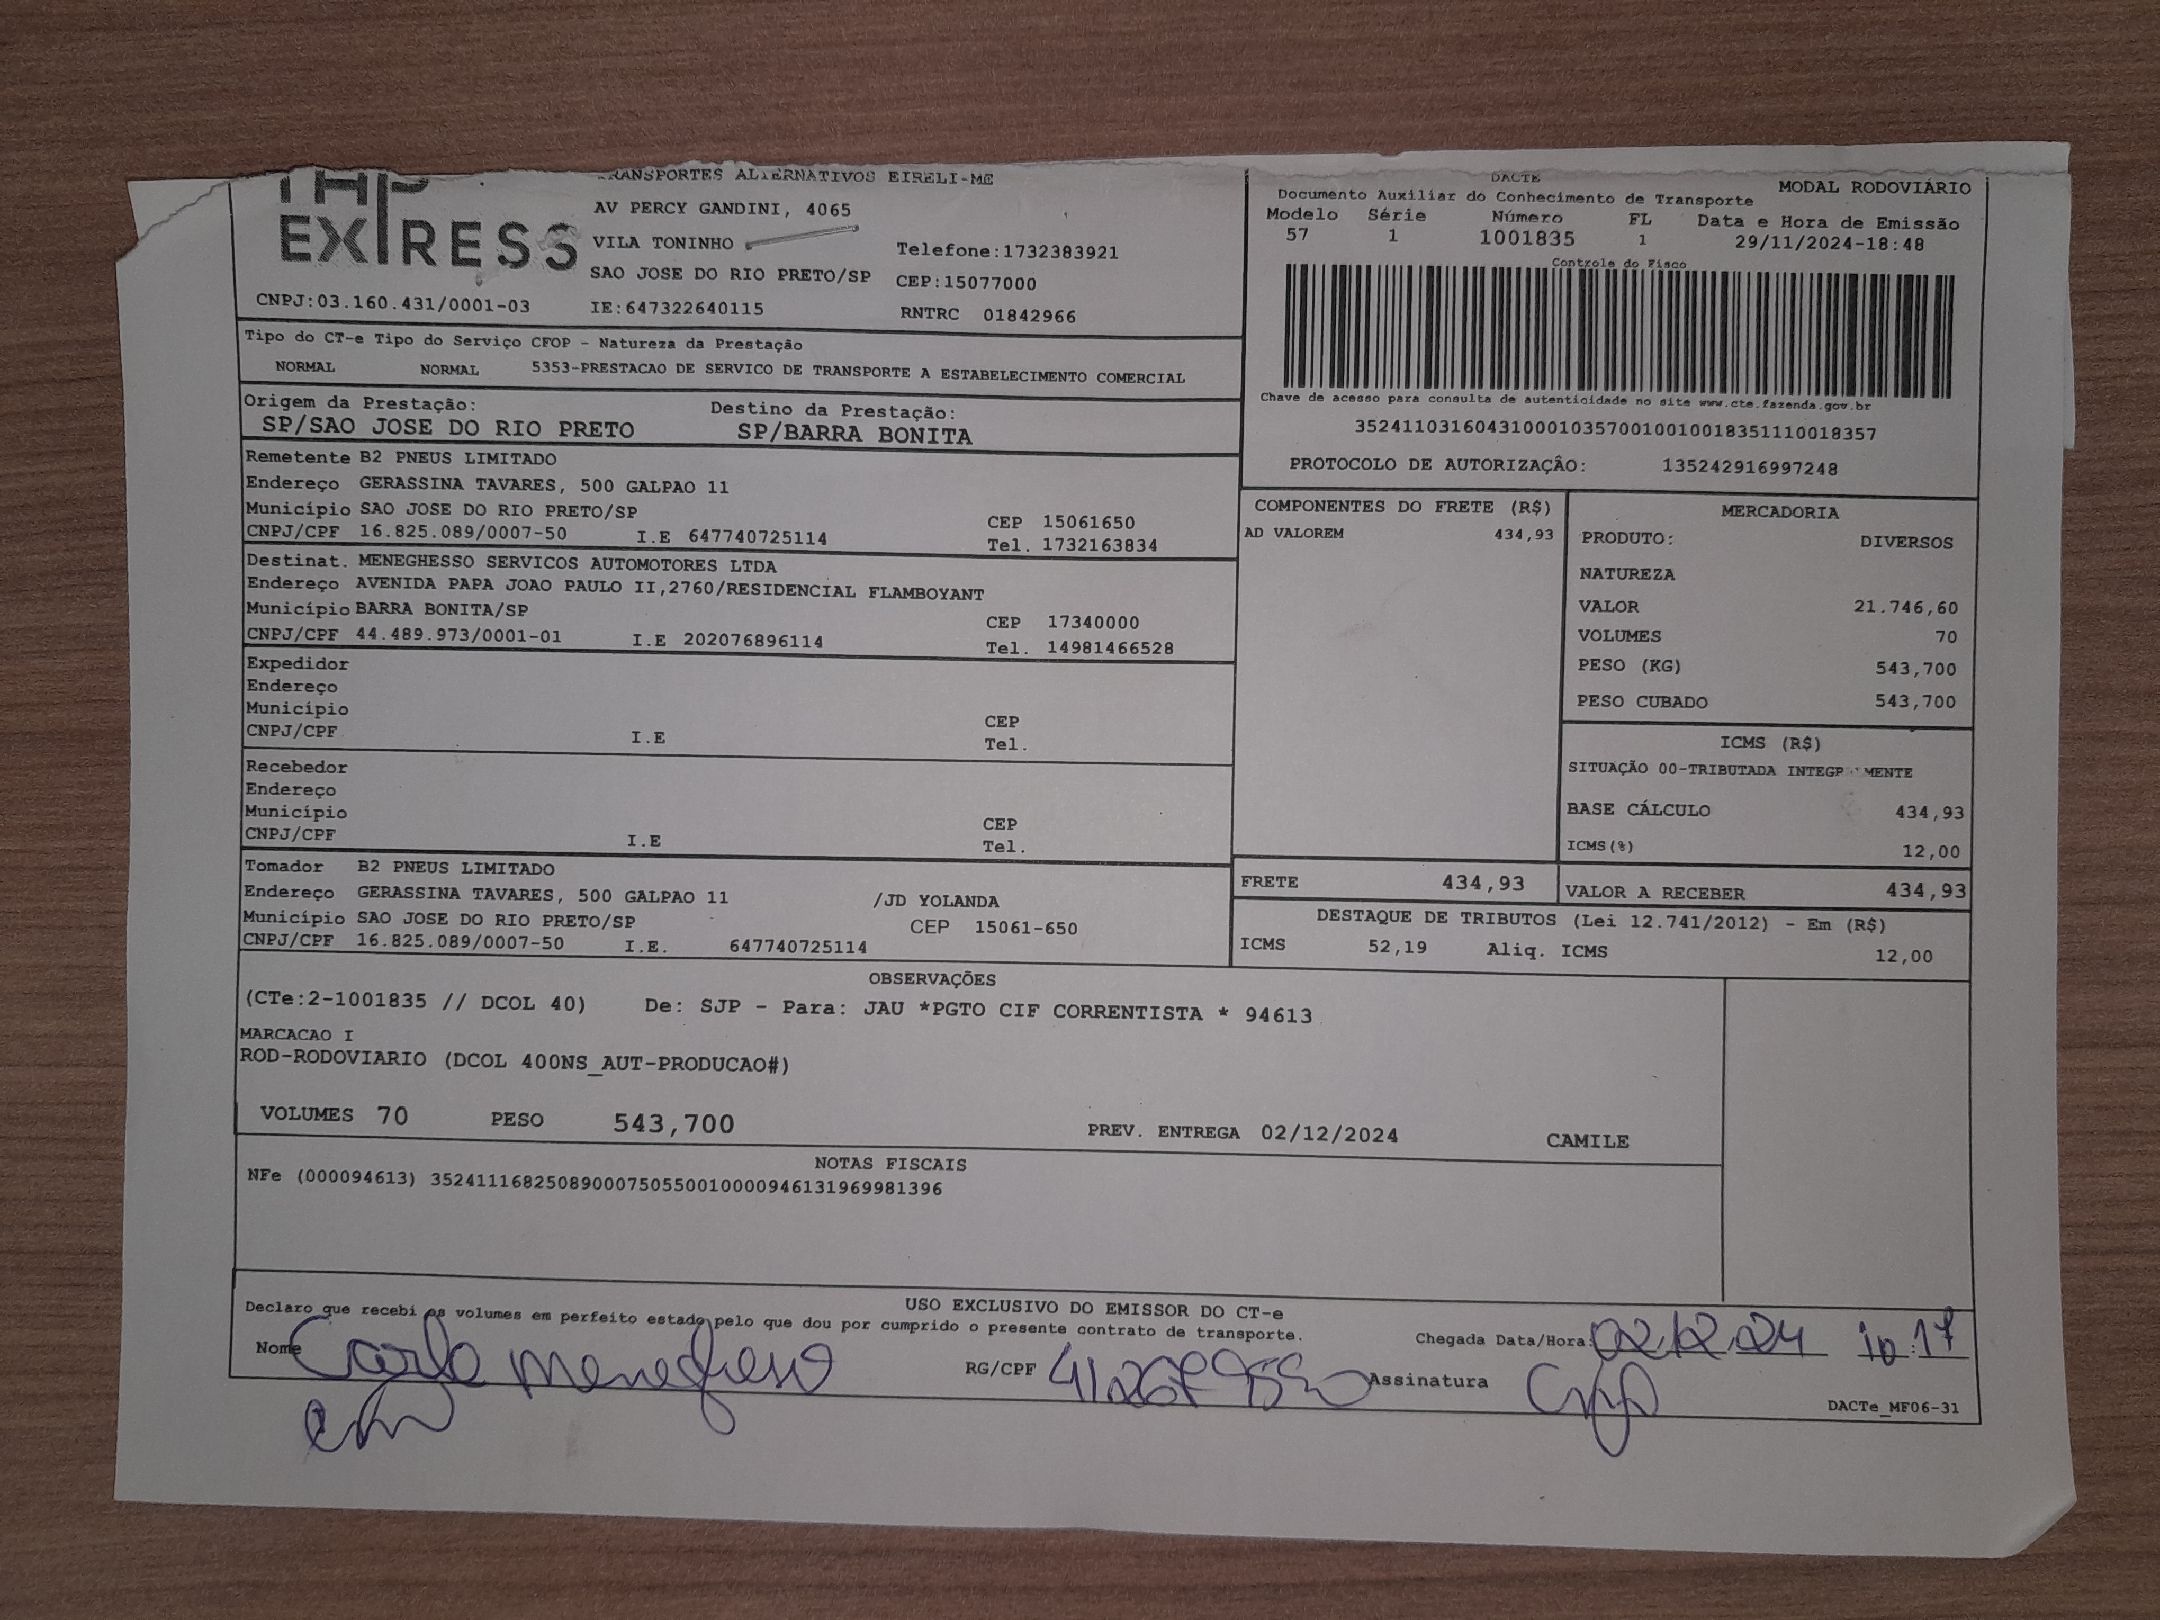 EXPRESS
TRANSPORTES ALTERNATIVOS EIRELI-ME
AV PERCY GANDINI, 4065
VILA TONINHO
Telefone:1732383921
SAO JOSE DO RIO PRETO/SP CEP:15077000
CNPJ:03.160.431/0001-03 IE:647322640115 RNTRC 01842966
DACTE
Documento Auxiliar do Conhecimento de Transporte
MODAL RODOVIÁRIO
Modelo Série Número FL Data e Hora de Emissão
57 1 1001835 1 29/11/2024-18:48
Controle do Fisco
Chave de acesso para consulta de autenticidade no site www.cte.fazenda.gov.br
35241103160431000103570010010018351110018357
PROTOCOLO DE AUTORIZAÇÃO: 135242916997248
Tipo do CT-e Tipo do Serviço CFOP - Natureza da Prestação
NORMAL NORMAL 5353-PRESTACAO DE SERVICO DE TRANSPORTE A ESTABELECIMENTO COMERCIAL
Origem da Prestação: Destino da Prestação:
SP/SAO JOSE DO RIO PRETO SP/BARRA BONITA
Remetente B2 PNEUS LIMITADO
Endereço GERASSINA TAVARES, 500 GALPAO 11
Município SAO JOSE DO RIO PRETO/SP CEP 15061650
CNPJ/CPF 16.825.089/0007-50 I.E 647740725114 Tel. 1732163834
Destinat. MENEGHESSO SERVICOS AUTOMOTORES LTDA
Endereço AVENIDA PAPA JOAO PAULO II,2760/RESIDENCIAL FLAMBOYANT
Município BARRA BONITA/SP CEP 17340000
CNPJ/CPF 44.489.973/0001-01 I.E 202076896114 Tel. 14981466528
Expedidor
Endereço
Município CEP
CNPJ/CPF I.E Tel.
Recebedor
Endereço
Município CEP
CNPJ/CPF I.E Tel.
Tomador B2 PNEUS LIMITADO
Endereço GERASSINA TAVARES, 500 GALPAO 11 /JD YOLANDA
Município SAO JOSE DO RIO PRETO/SP CEP 15061-650
CNPJ/CPF 16.825.089/0007-50 I.E. 647740725114
COMPONENTES DO FRETE (R$)
AD VALOREM 434,93
MERCADORIA
PRODUTO: DIVERSOS
NATUREZA
VALOR 21.746,60
VOLUMES 70
PESO (KG) 543,700
PESO CUBADO 543,700
ICMS (R$)
SITUAÇÃO 00-TRIBUTADA INTEGRALMENTE
BASE CÁLCULO 434,93
ICMS(%) 12,00
FRETE 434,93 VALOR A RECEBER 434,93
DESTAQUE DE TRIBUTOS (Lei 12.741/2012) - Em (R$)
ICMS 52,19 Aliq. ICMS 12,00
OBSERVAÇÕES
(CTe:2-1001835 // DCOL 40) De: SJP - Para: JAU *PGTO CIF CORRENTISTA * 94613
MARCACAO I
ROD-RODOVIARIO (DCOL 400NS_AUT-PRODUCAO#)
VOLUMES 70 PESO 543,700 PREV. ENTREGA 02/12/2024 CAMILE
NOTAS FISCAIS
NFe (000094613) 35241116825089000750550010000946131969981396
USO EXCLUSIVO DO EMISSOR DO CT-e
Declaro que recebi os volumes em perfeito estado pelo que dou por cumprido o presente contrato de transporte.
Chegada Data/Hora: 02/12 24 10:17
Nome RG/CPF Assinatura
DACTe_MF06-31